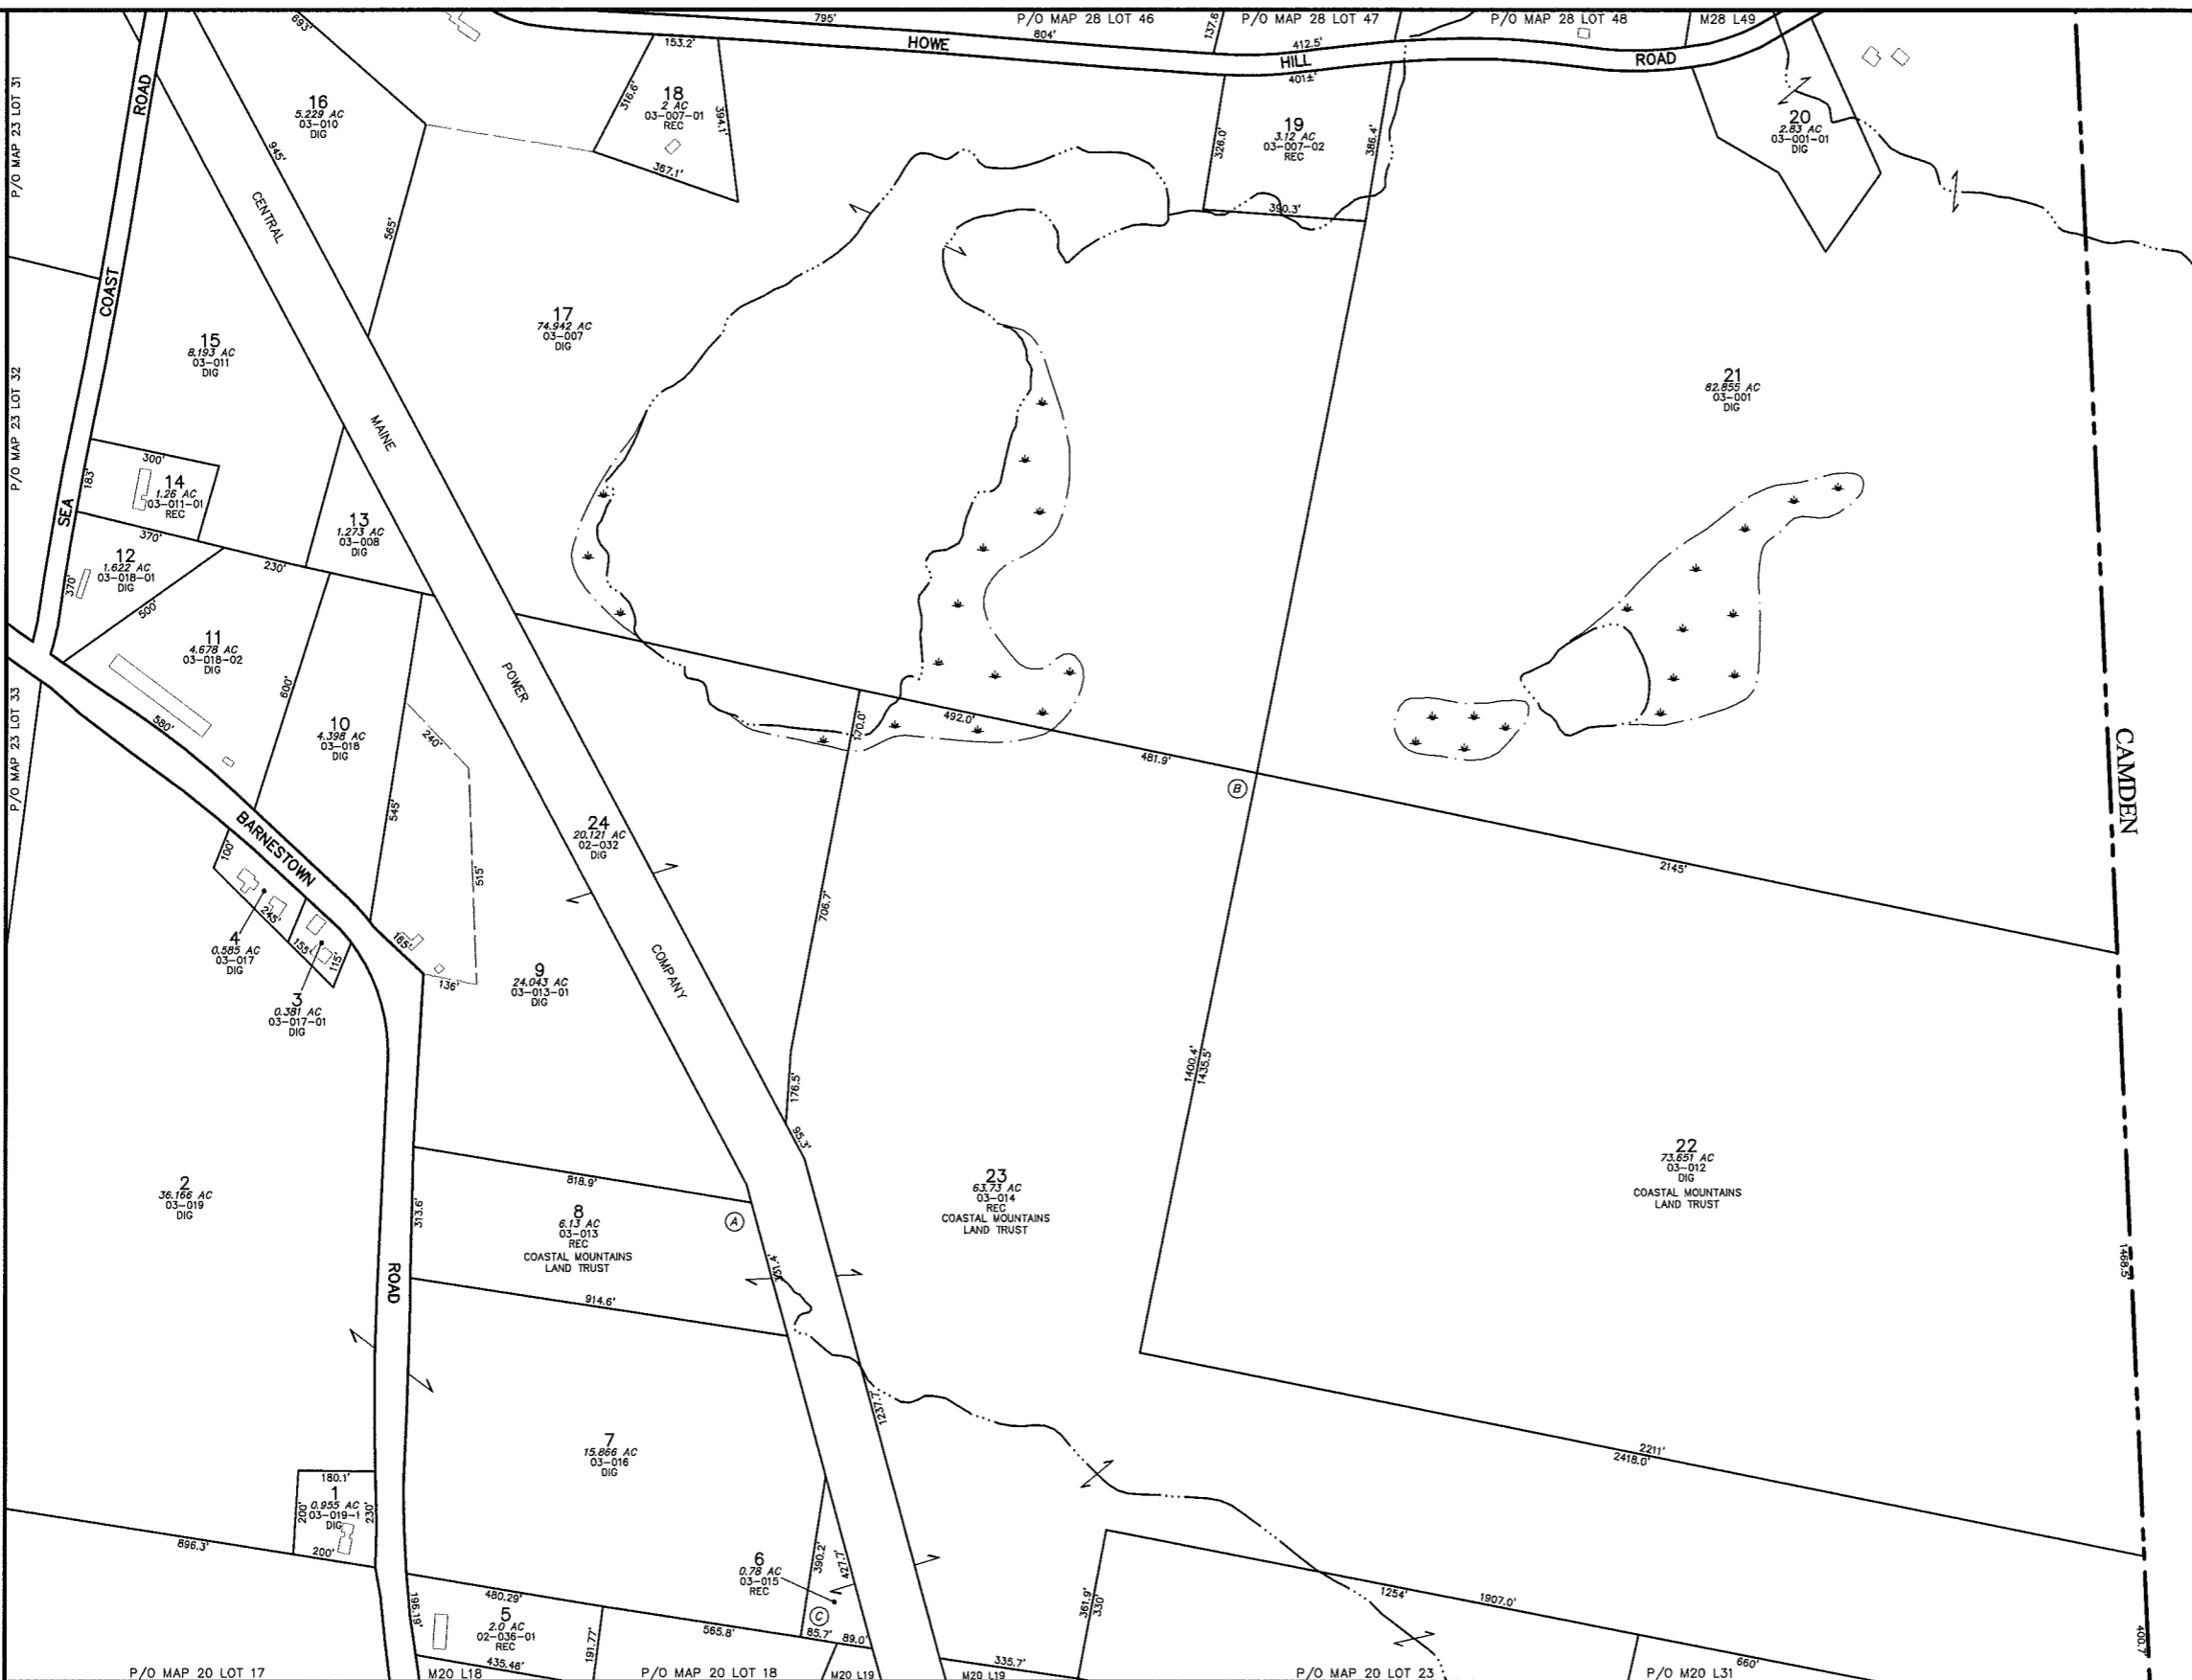 795'
P/O MAP 28 LOT 46
137.6
P/O MAP 28 LOT 47
P/O MAP 28 LOT 48
M28 L49
693'
153.2'
HOWE
804'
412.5'
HILL
401±'
ROAD
P/O MAP 23 LOT 31
ROAD
COAST
SEA
16
5.229 AC
03-010
DIG
945'
565'
316.6'
18
2 AC
03-007-01
REC
394.1'
367.1'
326.0'
19
3.12 AC
03-007-02
REC
386.4'
390.3'
20
2.83 AC
03-001-01
DIG
CENTRAL
MAINE
POWER
COMPANY
15
8.193 AC
03-011
DIG
17
74.942 AC
03-007
DIG
21
82.855 AC
03-001
DIG
P/O MAP 23 LOT 32
300'
183'
14
1.26 AC
03-011-01
REC
370'
13
1.273 AC
03-008
DIG
12
1.622 AC
03-018-01
DIG
370'
500'
230'
11
4.678 AC
03-018-02
DIG
600'
580'
P/O MAP 23 LOT 33
10
4.398 AC
03-018
DIG
240'
545'
515'
170.0'
492.0'
481.9'
B
2145'
CAMDEN
24
20.121 AC
02-032
DIG
BARNESTOWN
100'
245'
155'
115'
185'
136'
4
0.585 AC
03-017
DIG
3
0.381 AC
03-017-01
DIG
9
24.043 AC
03-013-01
DIG
706.7'
176.5'
95.3'
1400.4'
1435.5'
2
36.166 AC
03-019
DIG
818.9'
313.6'
8
6.13 AC
03-013
REC
COASTAL MOUNTAINS
LAND TRUST
A
331.4'
914.6'
ROAD
23
63.73 AC
03-014
REC
COASTAL MOUNTAINS
LAND TRUST
22
73.651 AC
03-012
DIG
COASTAL MOUNTAINS
LAND TRUST
1468.5'
1237.7'
2211'
2418.0'
7
15.866 AC
03-016
DIG
180.1'
1
0.955 AC
03-019-1
DIG
200'
230'
200'
896.3'
6
0.78 AC
03-015
REC
390.2'
427.7'
C
85.7'
89.0'
480.29'
196.19'
5
2.0 AC
02-036-01
REC
435.46'
191.77'
565.8'
335.7'
361.9'
330'
1254'
1907.0'
660'
400.7'
P/O MAP 20 LOT 17
M20 L18
P/O MAP 20 LOT 18
M20 L19
M20 L19
P/O MAP 20 LOT 23
P/O M20 L31